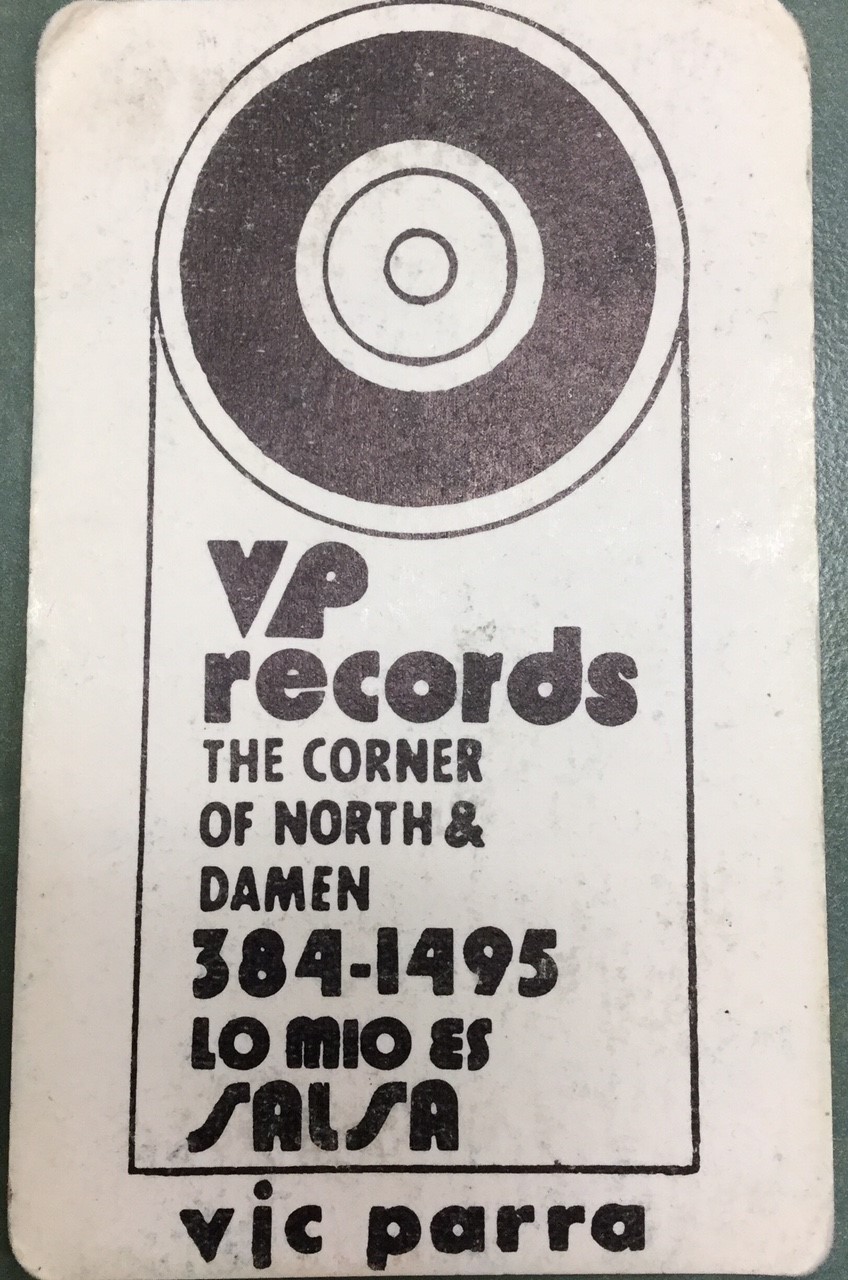 VP
records
THE CORNER
OF NORTH &
DAMEN
384-1495
LO MIO ES
SALSA
vic parra